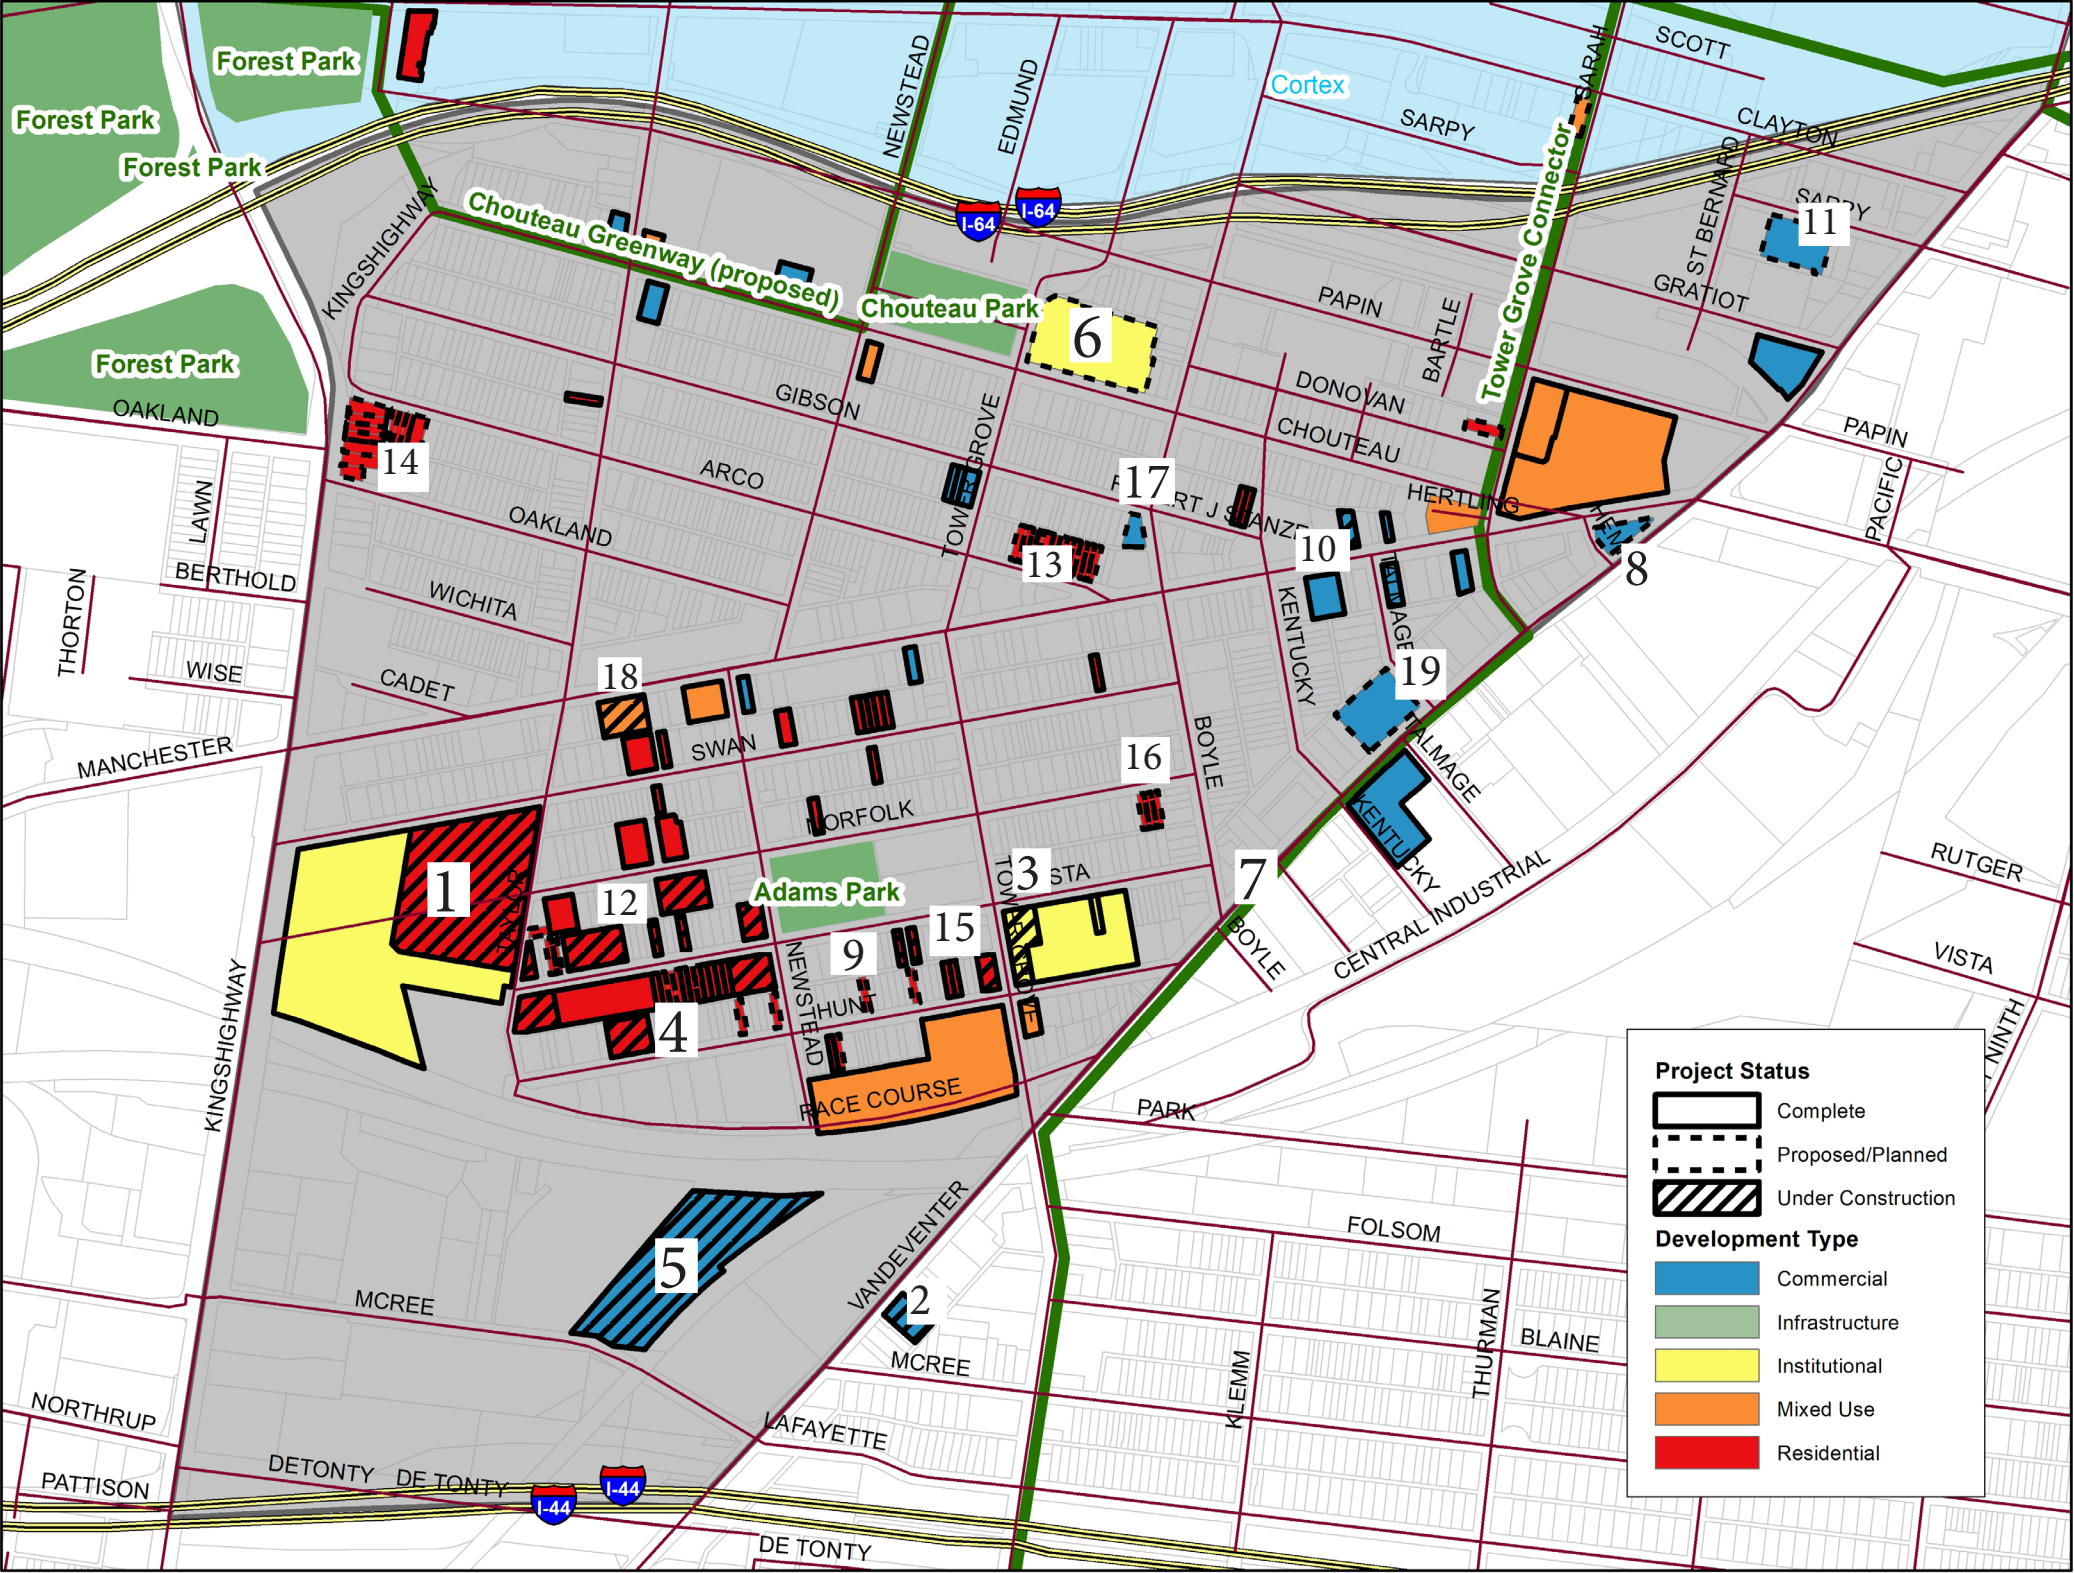 SCOTT
SARAH
Forest Park
NEWSTEAD
EDMUND
Cortex
SARPY
CLAYTON
Forest Park
Forest Park
ST BERNARD
SARPY
11
KINGSHIGHWAY
Chouteau Greenway (proposed)
I-64
I-64
Tower Grove Connector
GRATIOT
Chouteau Park
6
PAPIN
BARTLE
Forest Park
OAKLAND
GIBSON
DONOVAN
CHOUTEAU
PAPIN
PACIFIC
14
ARCO
TOWER GROVE
17
HERTLING
LAWN
OAKLAND
13
10
8
BERTHOLD
THORTON
WICHITA
KENTUCKY
TALMAGE
WISE
CADET
18
19
MANCHESTER
SWAN
BOYLE
16
TALMAGE
NORFOLK
KENTUCKY
1
TAYLOR
12
Adams Park
3
VISTA
7
RUTGER
TOWER GROVE
15
9
NEWSTEAD
HUNT
BOYLE
CENTRAL INDUSTRIAL
VISTA
4
KINGSHIGHWAY
RACE COURSE
PARK
NINTH
5
VANDEVENTER
2
MCREE
MCREE
FOLSOM
THURMAN
BLAINE
KLEMM
NORTHRUP
LAFAYETTE
DETONTY
DE TONTY
I-44
I-44
PATTISON
DE TONTY
Project Status
Complete
Proposed/Planned
Under Construction
Development Type
Commercial
Infrastructure
Institutional
Mixed Use
Residential